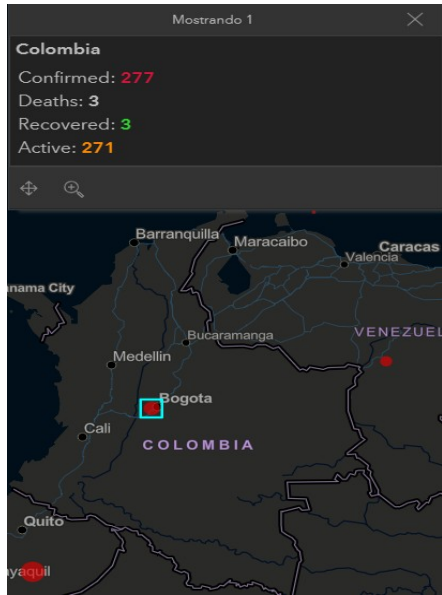 Mostrando 1
Colombia
Confirmed: 277
Deaths: 3
Recovered: 3
Active: 271
Barranquilla
Maracaibo
Caracas
Valencia
anama City
Bucaramanga
VENEZUEL
Medellin
Bogota
Cali
COLOMBIA
Quito
yaquil